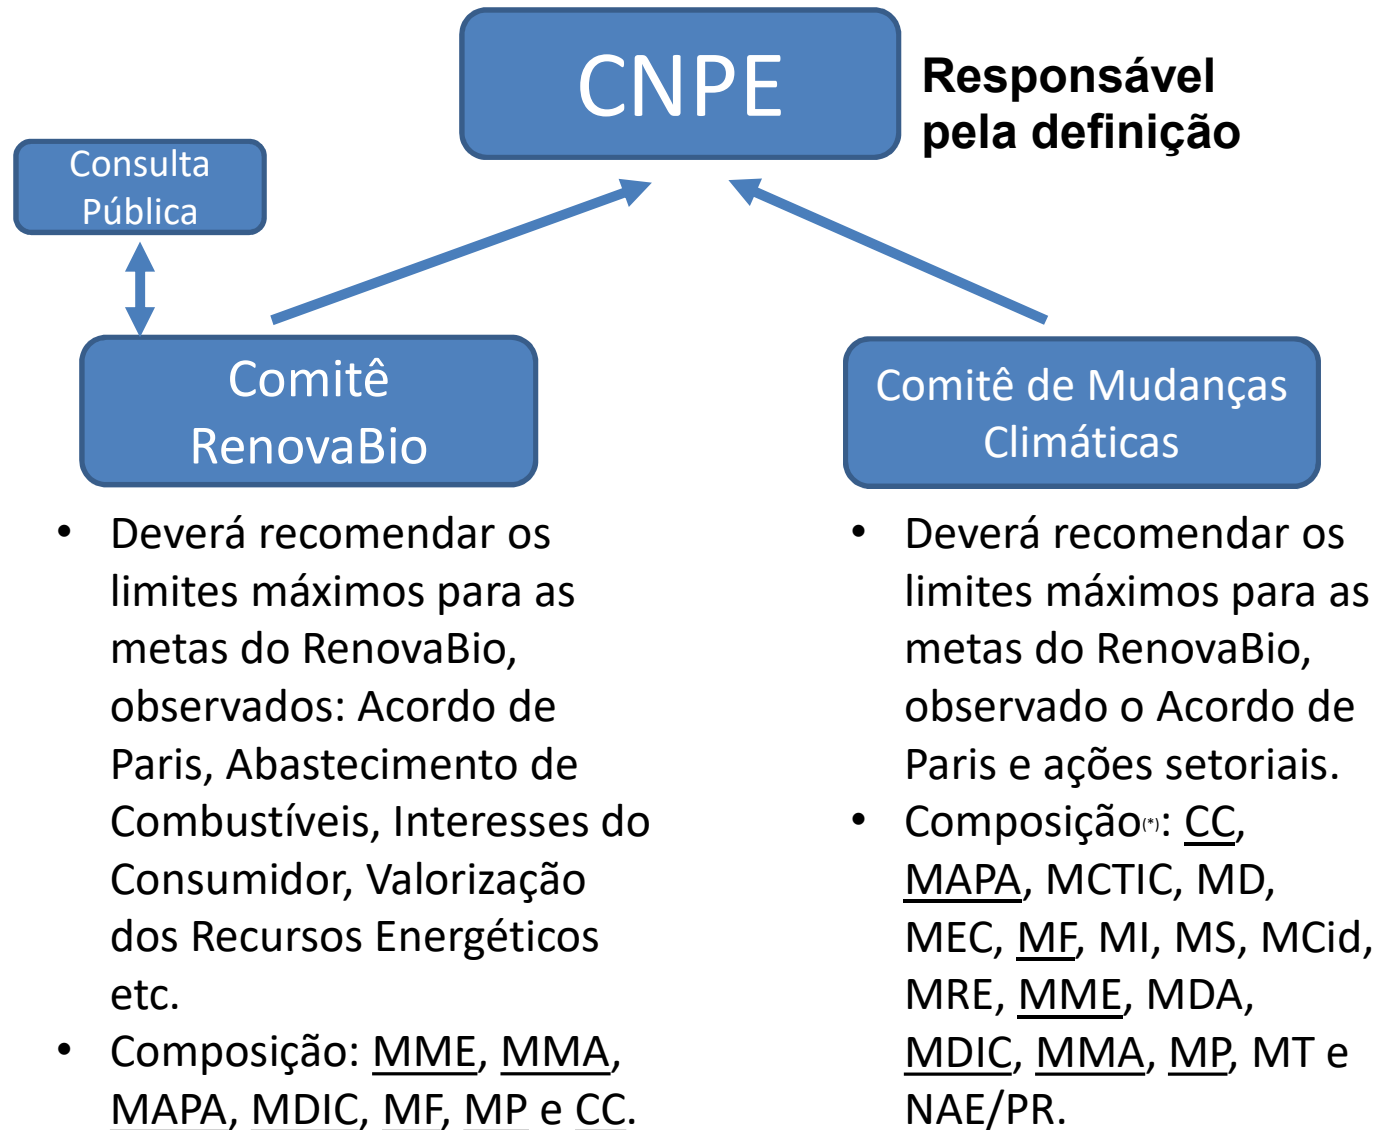 CNPE
Responsável
pela definição
Consulta
Pública
Comitê
RenovaBio
• Deverá recomendar os
limites máximos para as
metas do RenovaBio,
observados: Acordo de
Paris, Abastecimento de
Combustíveis, Interesses do
Consumidor, Valorização
dos Recursos Energéticos
etc.
• Composição: MME, MMA,
MAPA, MDIC, MF, MP e CC.
Comitê de Mudanças
Climáticas
• Deverá recomendar os
limites máximos para as
metas do RenovaBio,
observado o Acordo de
Paris e ações setoriais.
• Composição(*): CC,
MAPA, MCTIC, MD,
MEC, MF, MI, MS, MCid,
MRE, MME, MDA,
MDIC, MMA, MP, MT e
NAE/PR.